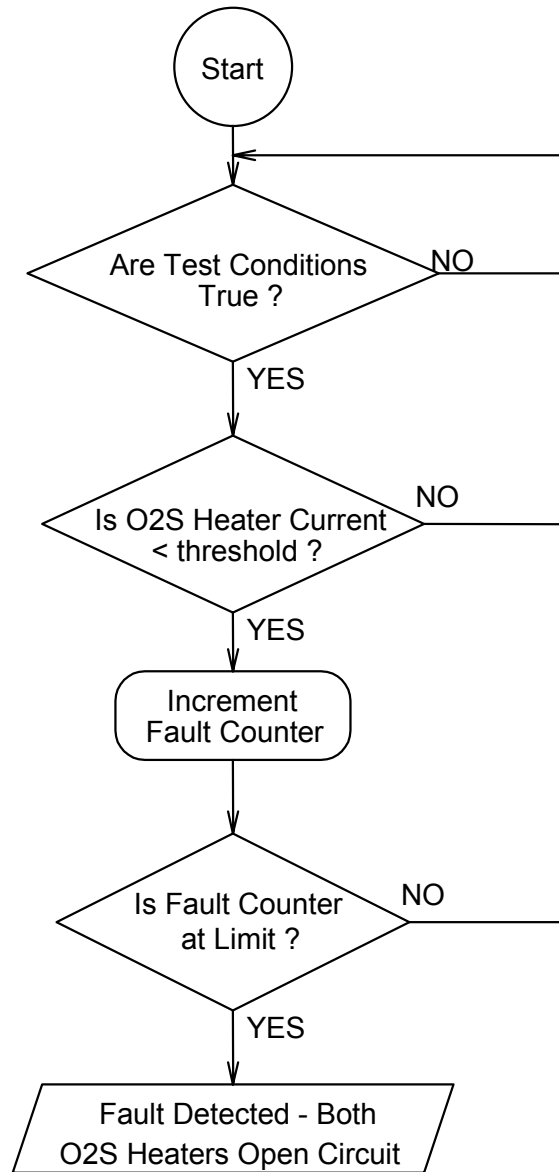 Start
Are Test Conditions
True ?
NO
YES
Is O2S Heater Current
< threshold ?
NO
YES
Increment
Fault Counter
Is Fault Counter
at Limit ?
NO
YES
Fault Detected - Both
O2S Heaters Open Circuit